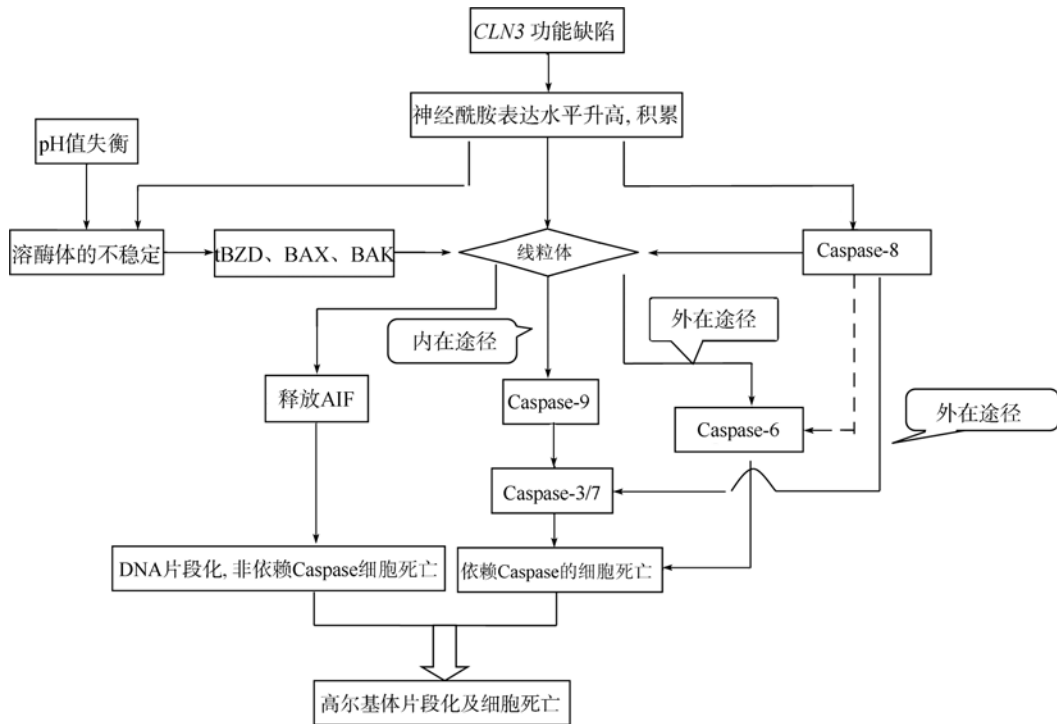 CLN3 功能缺陷
神经酰胺表达水平升高, 积累
pH值失衡
溶酶体的不稳定
tBZD、BAX、BAK
线粒体
Caspase-8
内在途径
外在途径
释放AIF
Caspase-9
Caspase-6
外在途径
Caspase-3/7
DNA片段化, 非依赖Caspase细胞死亡
依赖Caspase的细胞死亡
高尔基体片段化及细胞死亡